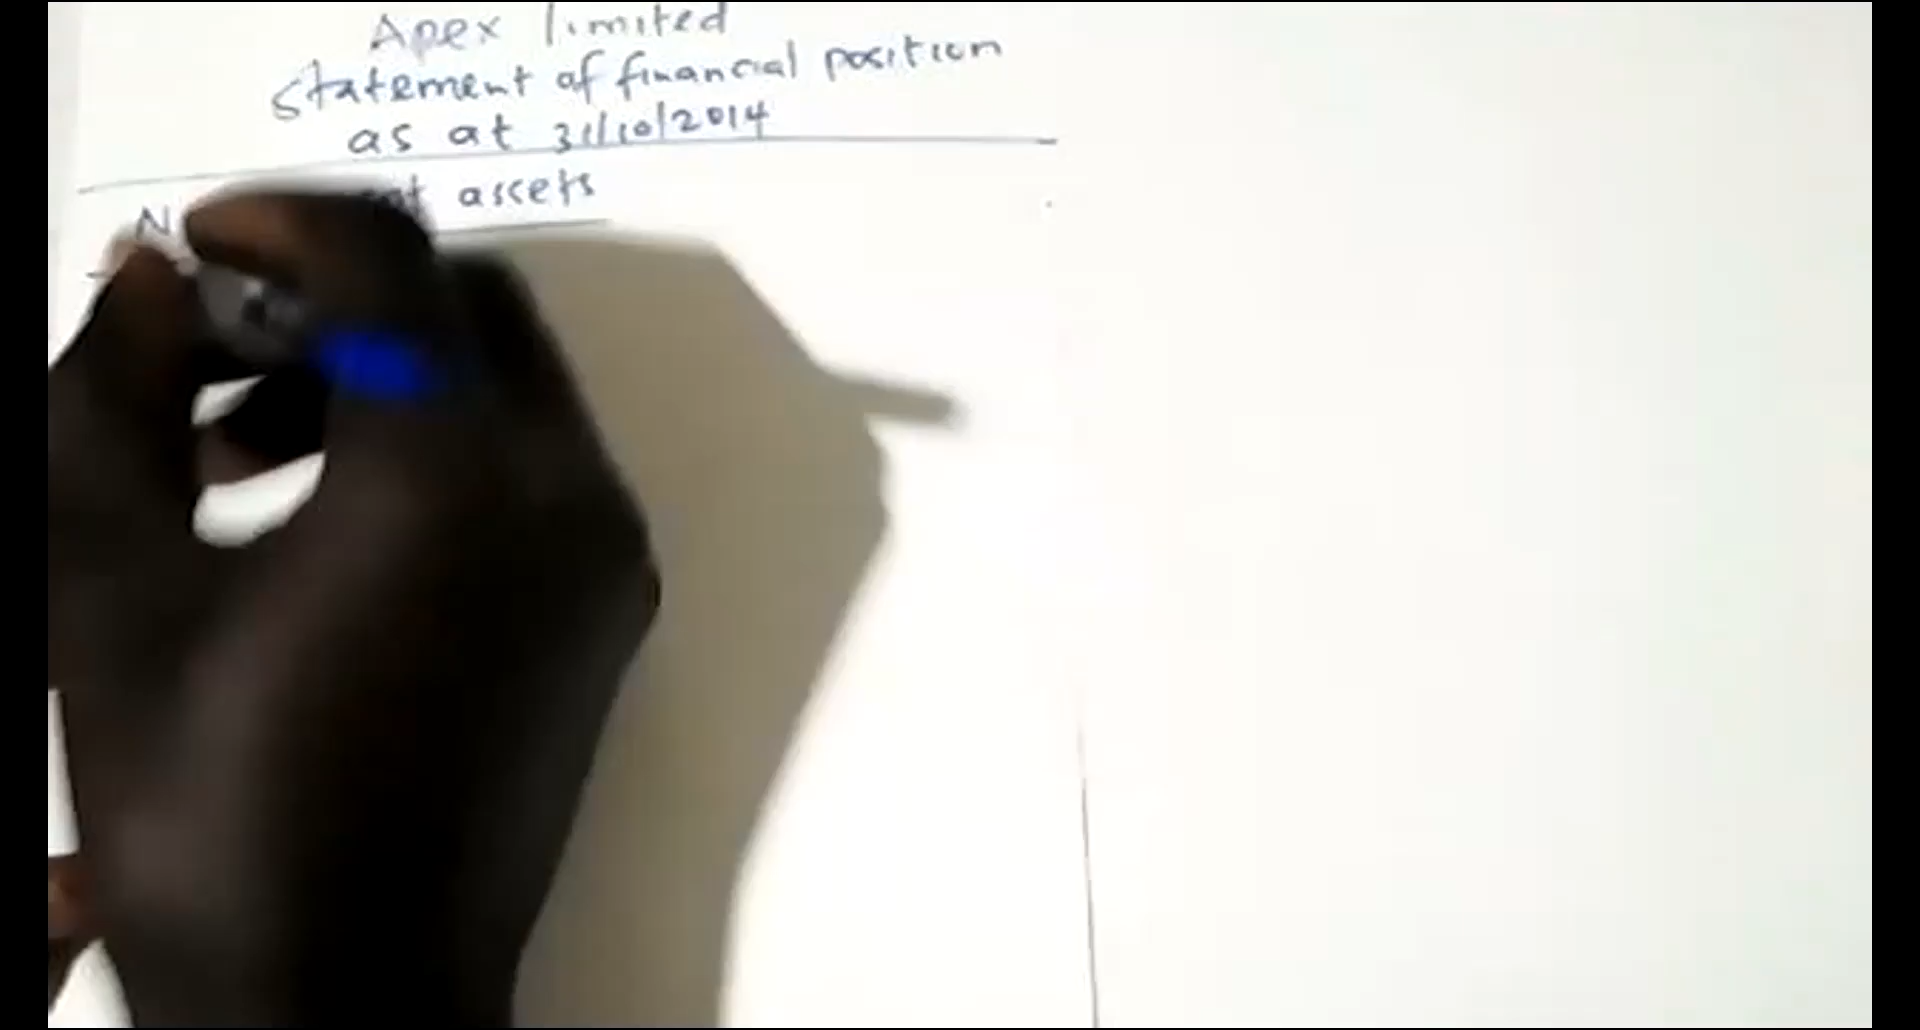 Apex limited
statement of financial position
as at 31/10/2014
assets